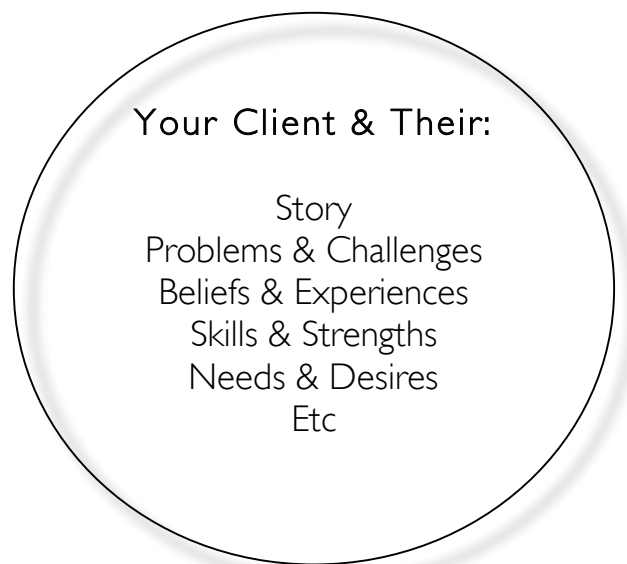 Your Client & Their:
Story
Problems & Challenges
Beliefs & Experiences
Skills & Strengths
Needs & Desires
Etc